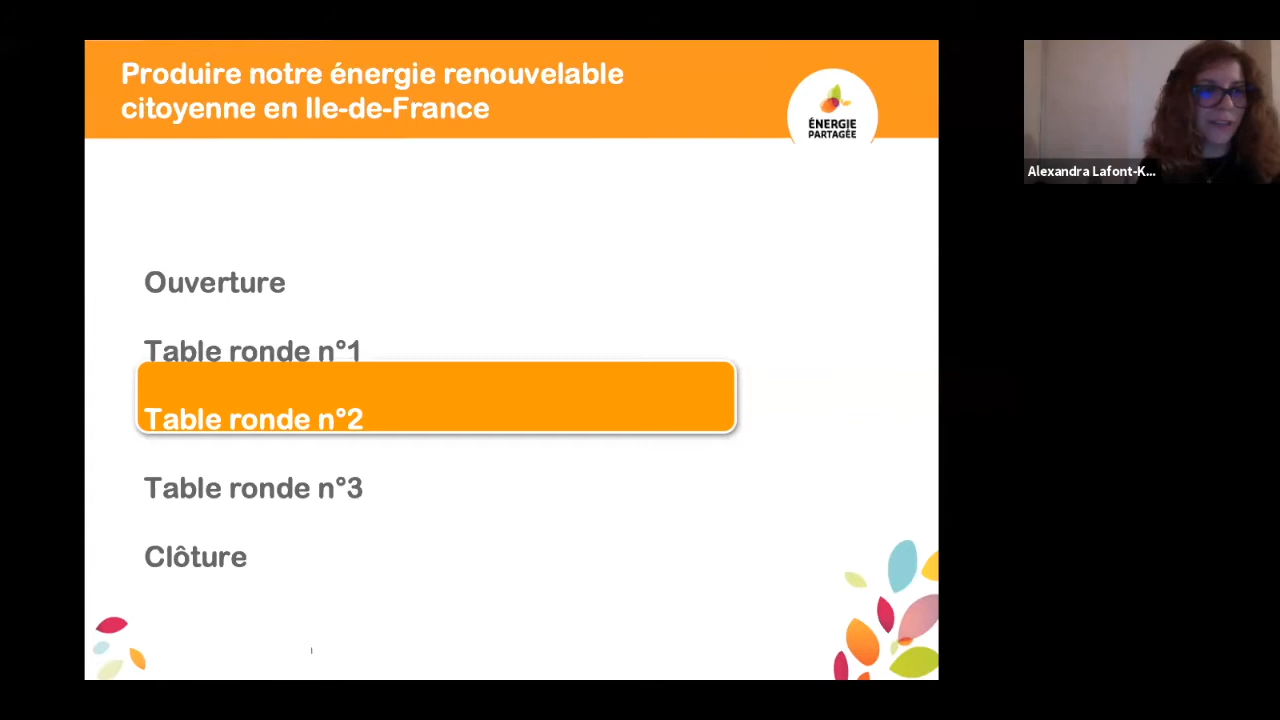 Produire notre énergie renouvelable
citoyenne en Ile-de-France
ÉNERGIE
PARTAGÉE
Alexandra Lafont-K...
Ouverture
Table ronde n°1
Table ronde n°2
Table ronde n°3
Clôture